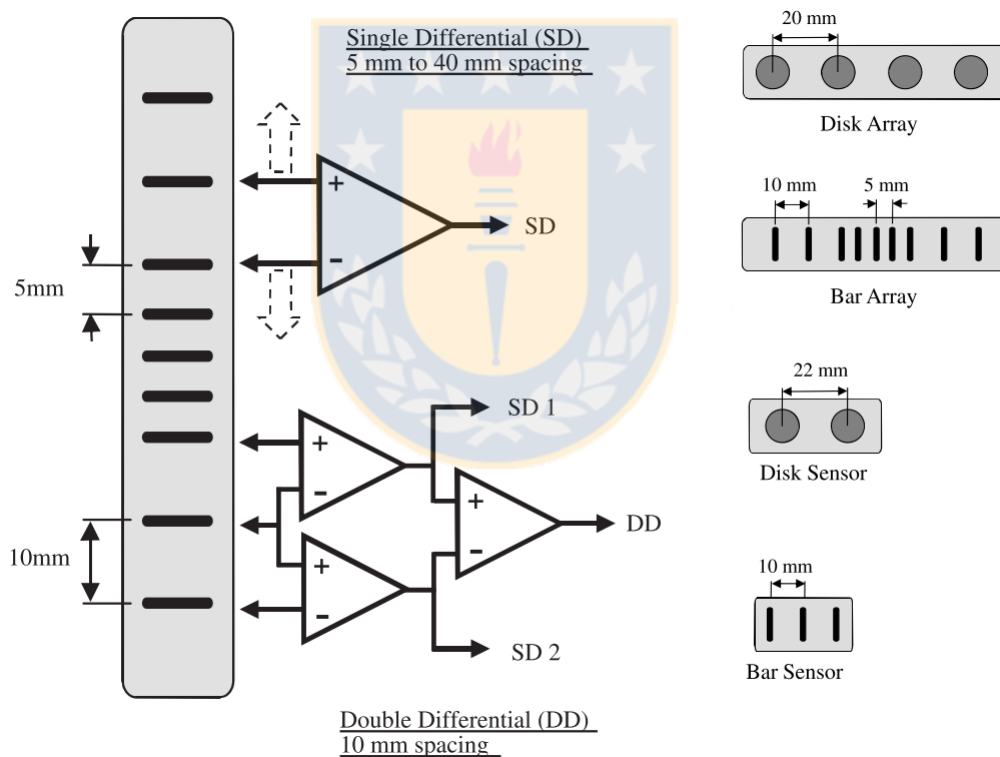 Single Differential (SD)
5 mm to 40 mm spacing
+
-
-
SD
5mm
SD 1
+
-
+
-
+
-
DD
10mm
SD 2
Double Differential (DD)
10 mm spacing
20 mm
Disk Array
10 mm
5 mm
Bar Array
22 mm
Disk Sensor
10 mm
Bar Sensor